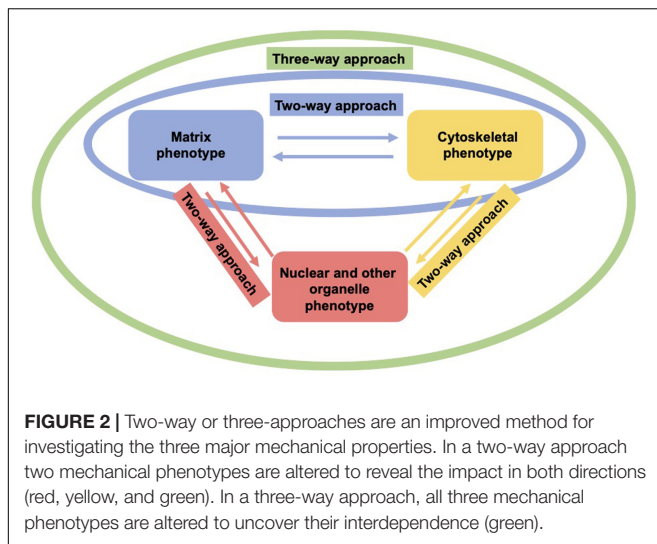 Three-way approach
Two-way approach
Matrix
phenotype
Cytoskeletal
phenotype
Two-way approach
Two-way approach
Nuclear and other
organelle
phenotype
FIGURE 2 | Two-way or three-approaches are an improved method for
investigating the three major mechanical properties. In a two-way approach
two mechanical phenotypes are altered to reveal the impact in both directions
(red, yellow, and green). In a three-way approach, all three mechanical
phenotypes are altered to uncover their interdependence (green).